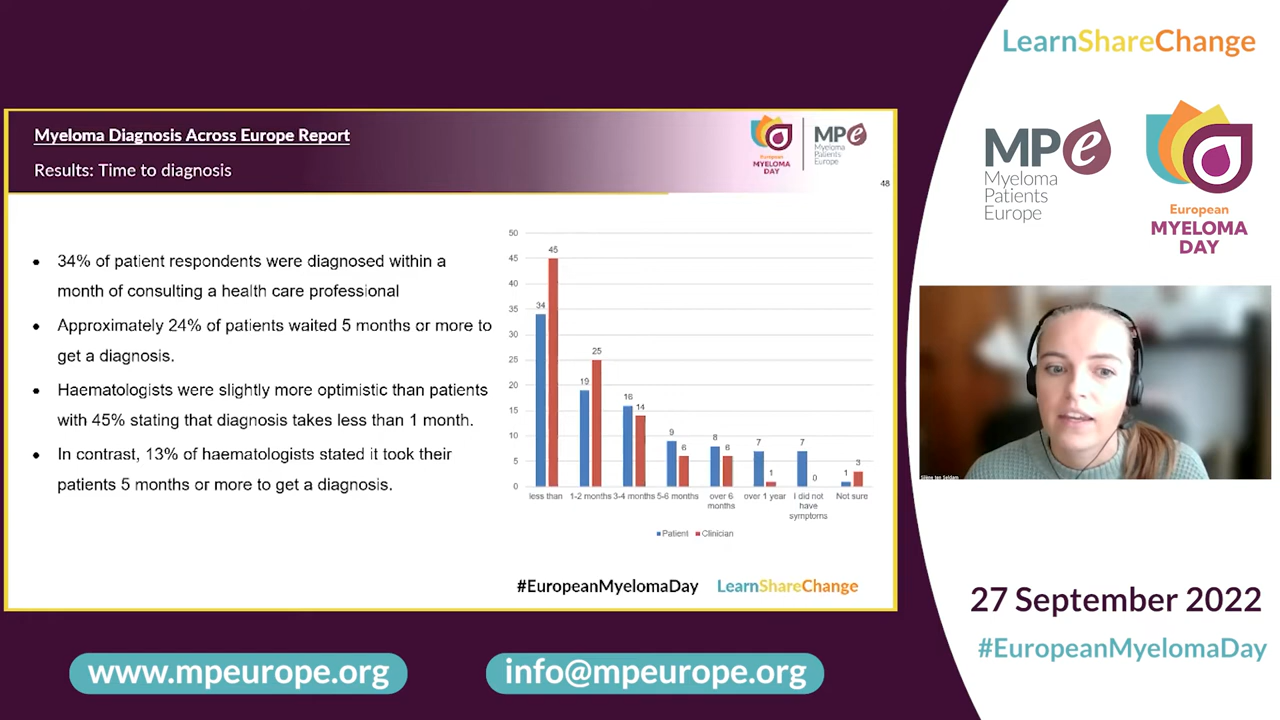 LearnShareChange
MPe
Myeloma
Patients
Europe
European
MYELOMA
DAY
Myeloma Diagnosis Across Europe Report
Results: Time to diagnosis
European
MYELOMA
DAY
MPe
Myeloma
Patients
Europe
48
• 34% of patient respondents were diagnosed within a
month of consulting a health care professional
• Approximately 24% of patients waited 5 months or more to
get a diagnosis.
• Haematologists were slightly more optimistic than patients
with 45% stating that diagnosis takes less than 1 month.
• In contrast, 13% of haematologists stated it took their
patients 5 months or more to get a diagnosis.
50
45
40
35
30
25
20
15
10
5
0
34 45
19 25
16 14
9 6
8 6
7 1
7 0
1 3
less than 1-2 months 3-4 months 5-6 months over 6 over 1 year I did not Not sure
months have
symptoms
Patient Clinician
#EuropeanMyelomaDay LearnShareChange
Sliene ten Seldam
27 September 2022
#EuropeanMyelomaDay
www.mpeurope.org info@mpeurope.org